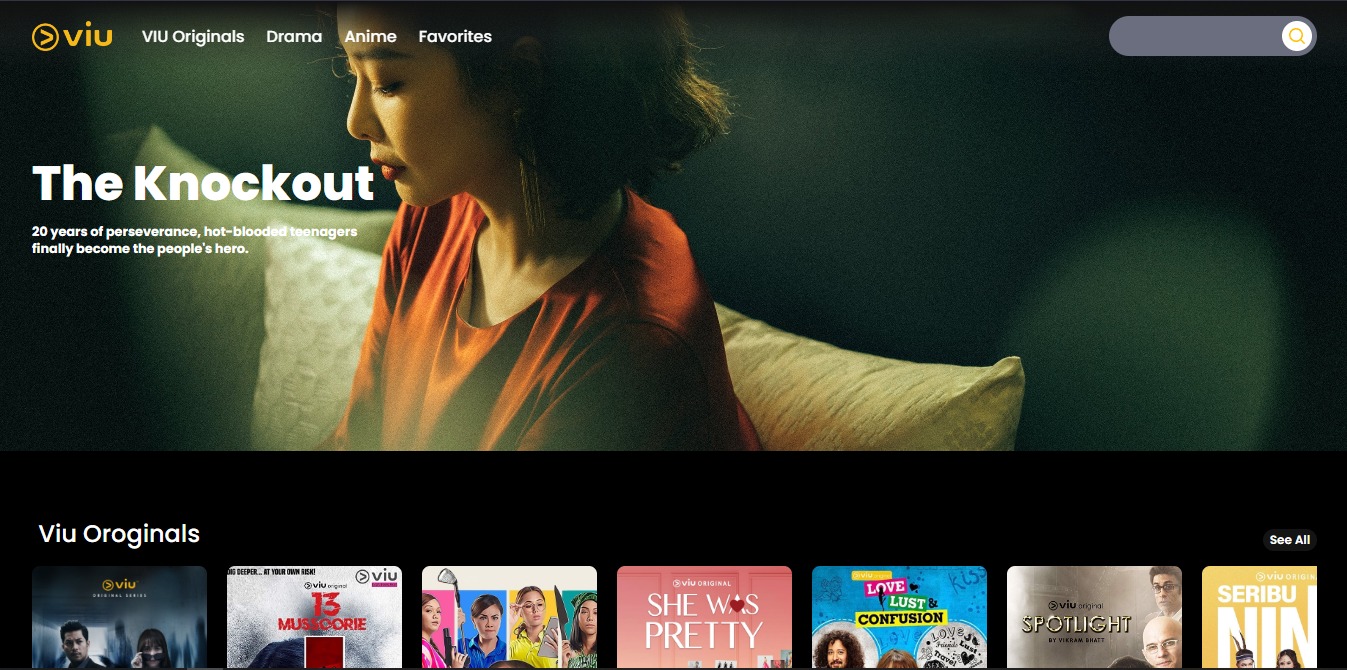 viu VIU Originals Drama Anime Favorites
The Knockout
20 years of perseverance, hot-blooded teenagers
finally become the people's hero.
Viu Oroginals
See All
viu
ORIGINAL SERIES
DIG DEEPER... AT YOUR OWN RISK!
viu
viu original
13
MUSSOORIE
viu ORIGINAL
SHE WAS
PRETTY
viu
LOVE
LUST &
CONFUSION
viu original
SPOTLIGHT
BY VIKRAM BHATT
viu ORIGIN
SERIBU
NIN